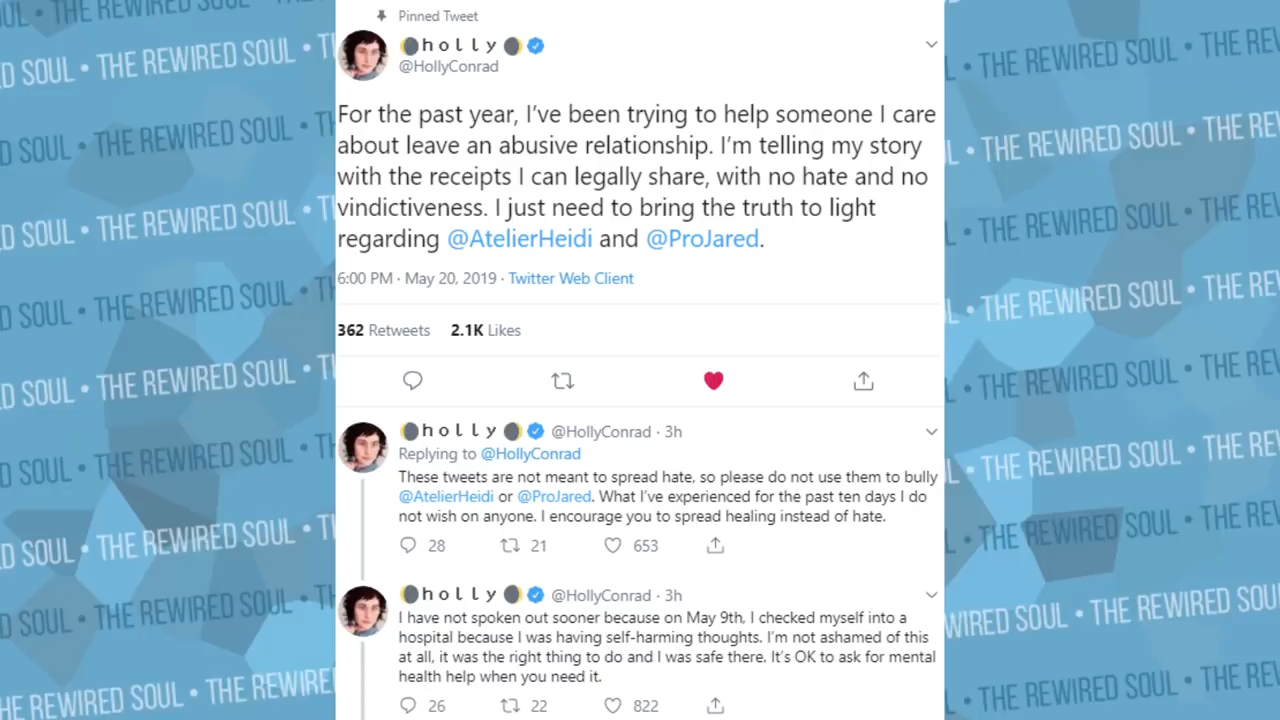 Pinned Tweet
🌒h o l l y🌘
@HollyConrad
For the past year, I've been trying to help someone I care
about leave an abusive relationship. I'm telling my story
with the receipts I can legally share, with no hate and no
vindictiveness. I just need to bring the truth to light
regarding @AtelierHeidi and @ProJared.
6:00 PM · May 20, 2019 · Twitter Web Client
362 Retweets 2.1K Likes
🌒h o l l y🌘 @HollyConrad · 3h
Replying to @HollyConrad
These tweets are not meant to spread hate, so please do not use them to bully
@AtelierHeidi or @ProJared. What I've experienced for the past ten days I do
not wish on anyone. I encourage you to spread healing instead of hate.
28 21 653
🌒h o l l y🌘 @HollyConrad · 3h
I have not spoken out sooner because on May 9th, I checked myself into a
hospital because I was having self-harming thoughts. I'm not ashamed of this
at all, it was the right thing to do and I was safe there. It's OK to ask for mental
health help when you need it.
26 22 822
THE REWIRED SOUL • THE REWIRED SOUL